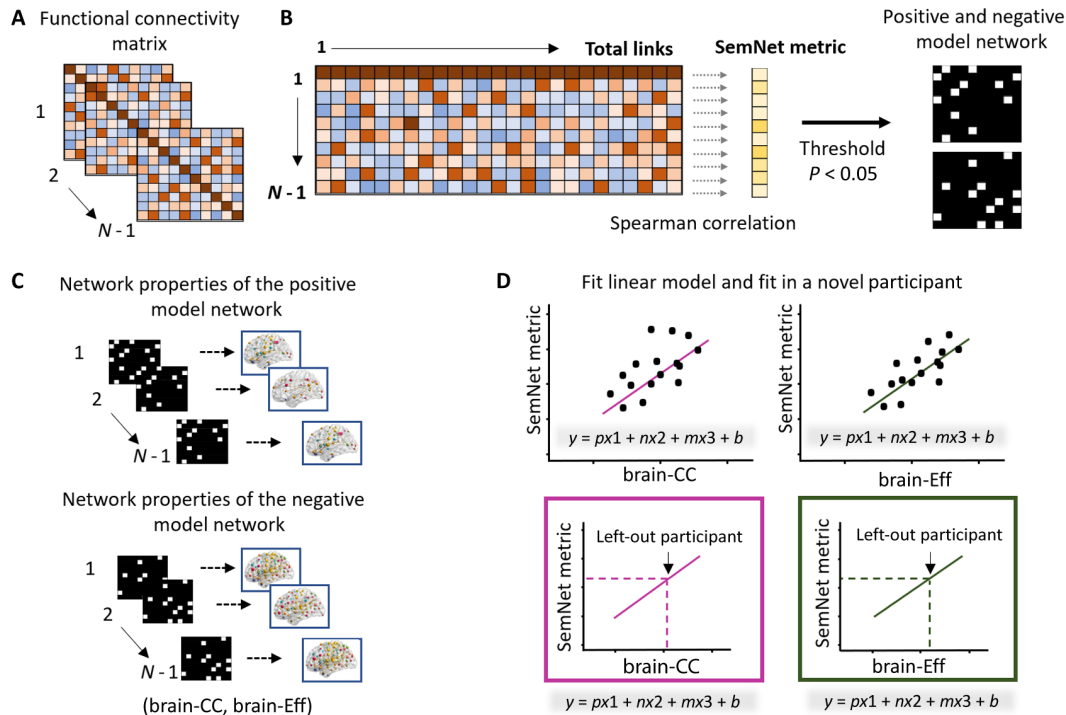 A
Functional connectivity
matrix
1
2
N - 1
B
1
Total links
SemNet metric
1
N - 1
Spearman correlation
Threshold
P < 0.05
Positive and negative
model network
C
Network properties of the positive
model network
1
2
N - 1
Network properties of the negative
model network
1
2
N - 1
(brain-CC, brain-Eff)
D
Fit linear model and fit in a novel participant
SemNet metric
y = px1 + nx2 + mx3 + b
brain-CC
SemNet metric
y = px1 + nx2 + mx3 + b
brain-Eff
SemNet metric
Left-out participant
brain-CC
y = px1 + nx2 + mx3 + b
SemNet metric
Left-out participant
brain-Eff
y = px1 + nx2 + mx3 + b